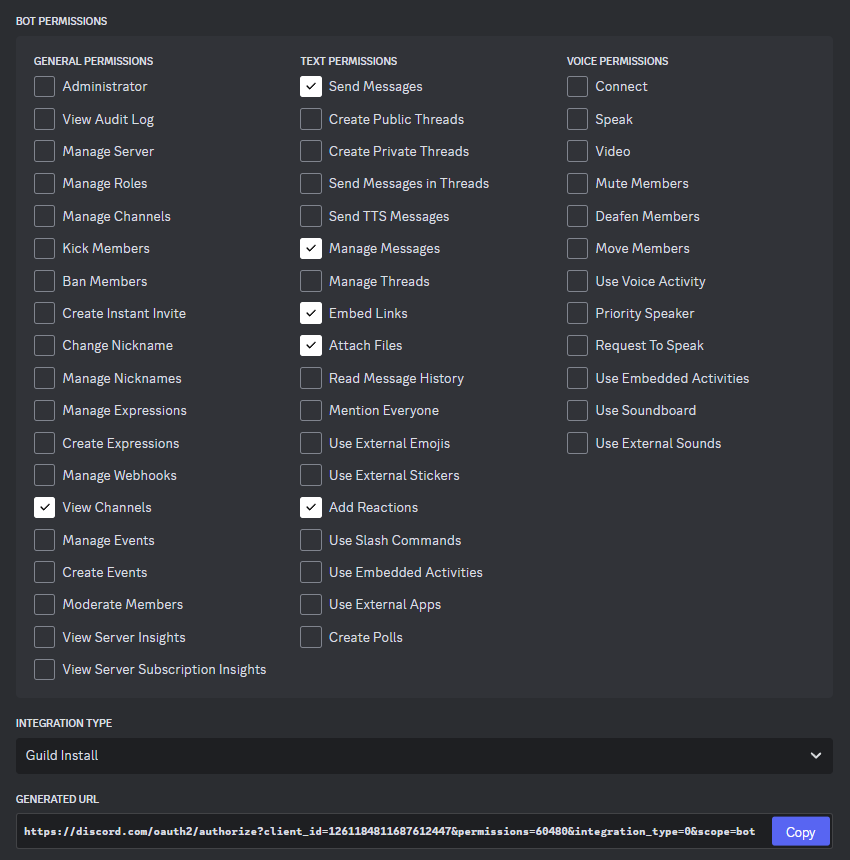 BOT PERMISSIONS
GENERAL PERMISSIONS
Administrator
View Audit Log
Manage Server
Manage Roles
Manage Channels
Kick Members
Ban Members
Create Instant Invite
Change Nickname
Manage Nicknames
Manage Expressions
Create Expressions
Manage Webhooks
View Channels
Manage Events
Create Events
Moderate Members
View Server Insights
View Server Subscription Insights
TEXT PERMISSIONS
Send Messages
Create Public Threads
Create Private Threads
Send Messages in Threads
Send TTS Messages
Manage Messages
Manage Threads
Embed Links
Attach Files
Read Message History
Mention Everyone
Use External Emojis
Use External Stickers
Add Reactions
Use Slash Commands
Use Embedded Activities
Use External Apps
Create Polls
VOICE PERMISSIONS
Connect
Speak
Video
Mute Members
Deafen Members
Move Members
Use Voice Activity
Priority Speaker
Request To Speak
Use Embedded Activities
Use Soundboard
Use External Sounds
INTEGRATION TYPE
Guild Install
GENERATED URL
https://discord.com/oauth2/authorize?client_id=1261184811687612447&permissions=60480&integration_type=0&scope=bot
Copy